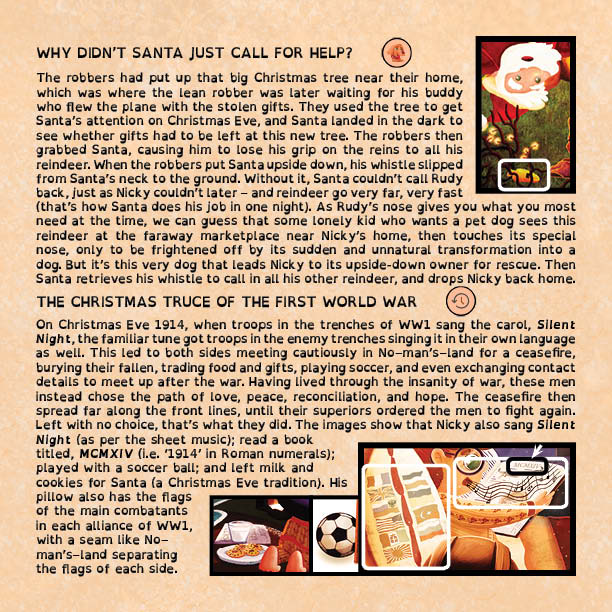 WHY DIDN'T SANTA JUST CALL FOR HELP?
The robbers had put up that big Christmas tree near their home,
which was where the lean robber was later waiting for his buddy
who flew the plane with the stolen gifts. They used the tree to get
Santa's attention on Christmas Eve, and Santa landed in the dark to
see whether gifts had to be left at this new tree. The robbers then
grabbed Santa, causing him to lose his grip on the reins to all his
reindeer. When the robbers put Santa upside down, his whistle slipped
from Santa's neck to the ground. Without it, Santa couldn't call Rudy
back, just as Nicky couldn't later – and reindeer go very far, very fast
(that's how Santa does his job in one night). As Rudy's nose gives you what you most
need at the time, we can guess that some lonely kid who wants a pet dog sees this
reindeer at the faraway marketplace near Nicky's home, then touches its special
nose, only to be frightened off by its sudden and unnatural transformation into a
dog. But it's this very dog that leads Nicky to its upside-down owner for rescue. Then
Santa retrieves his whistle to call in all his other reindeer, and drops Nicky back home.
THE CHRISTMAS TRUCE OF THE FIRST WORLD WAR
On Christmas Eve 1914, when troops in the trenches of WW1 sang the carol, Silent
Night, the familiar tune got troops in the enemy trenches singing it in their own language
as well. This led to both sides meeting cautiously in No-man's-land for a ceasefire,
burying their fallen, trading food and gifts, playing soccer, and even exchanging contact
details to meet up after the war. Having lived through the insanity of war, these men
instead chose the path of love, peace, reconciliation, and hope. The ceasefire then
spread far along the front lines, until their superiors ordered the men to fight again.
Left with no choice, that's what they did. The images show that Nicky also sang Silent
Night (as per the sheet music); read a book
titled, MCMXIV (i.e. '1914' in Roman numerals);
played with a soccer ball; and left milk and
cookies for Santa (a Christmas Eve tradition). His
pillow also has the flags
of the main combatants
in each alliance of WW1,
with a seam like No-
man's-land separating
the flags of each side.
MCMXIV